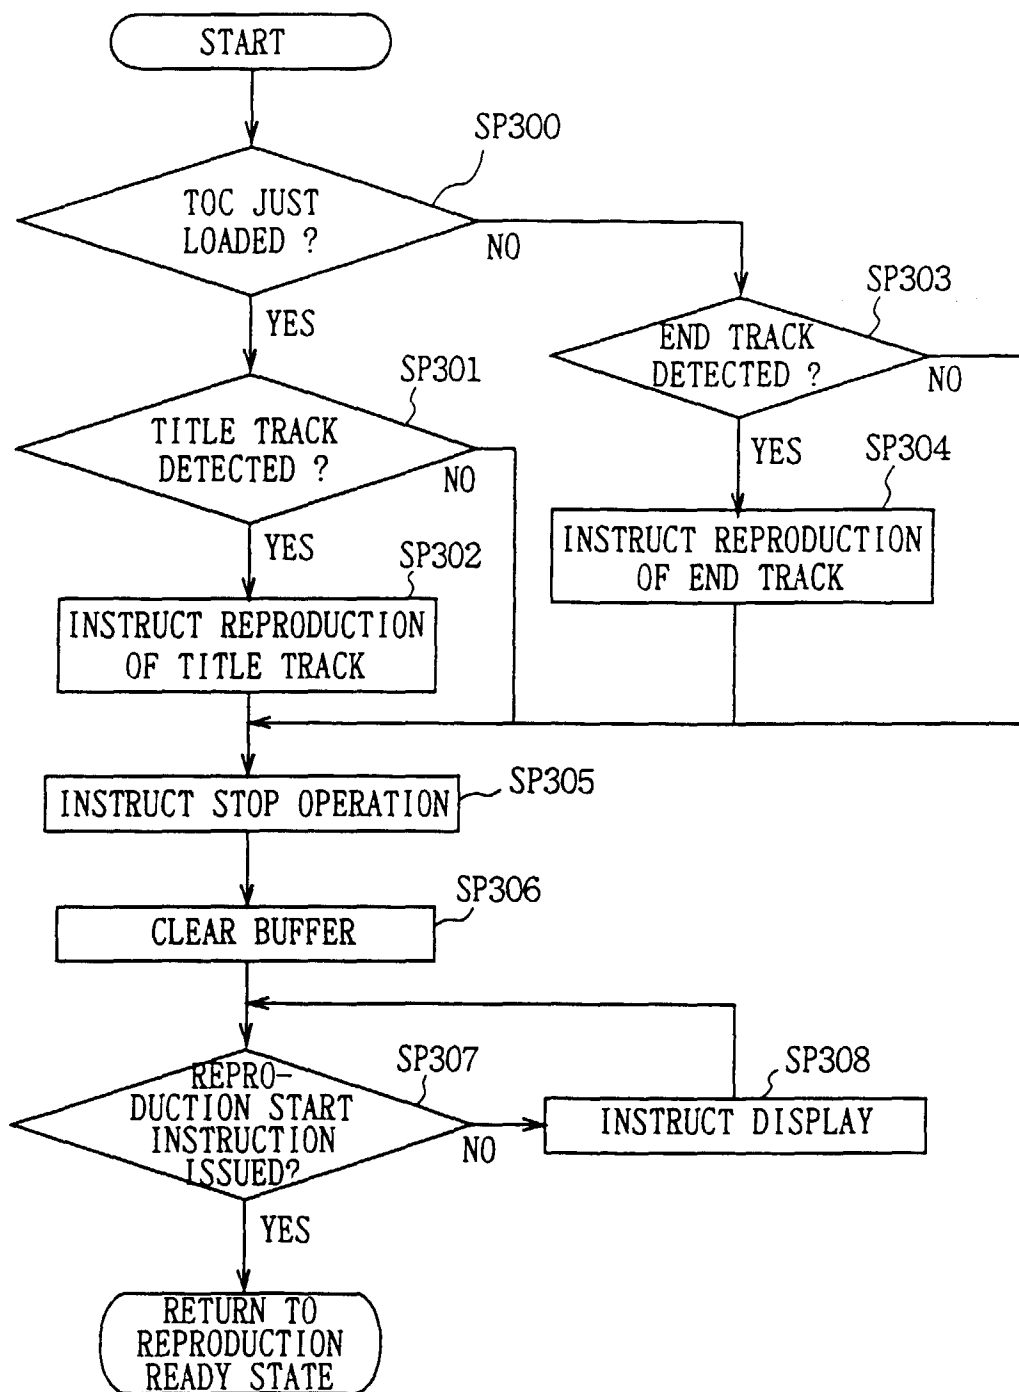 START
SP300
TOC JUST
LOADED ?
NO
YES
SP303
END TRACK
DETECTED ?
NO
YES
SP301
TITLE TRACK
DETECTED ?
NO
YES
SP304
INSTRUCT REPRODUCTION
OF END TRACK
SP302
INSTRUCT REPRODUCTION
OF TITLE TRACK
INSTRUCT STOP OPERATION
SP305
SP306
CLEAR BUFFER
SP307
REPRO-
DUCTION START
INSTRUCTION
ISSUED?
NO
YES
SP308
INSTRUCT DISPLAY
RETURN TO
REPRODUCTION
READY STATE